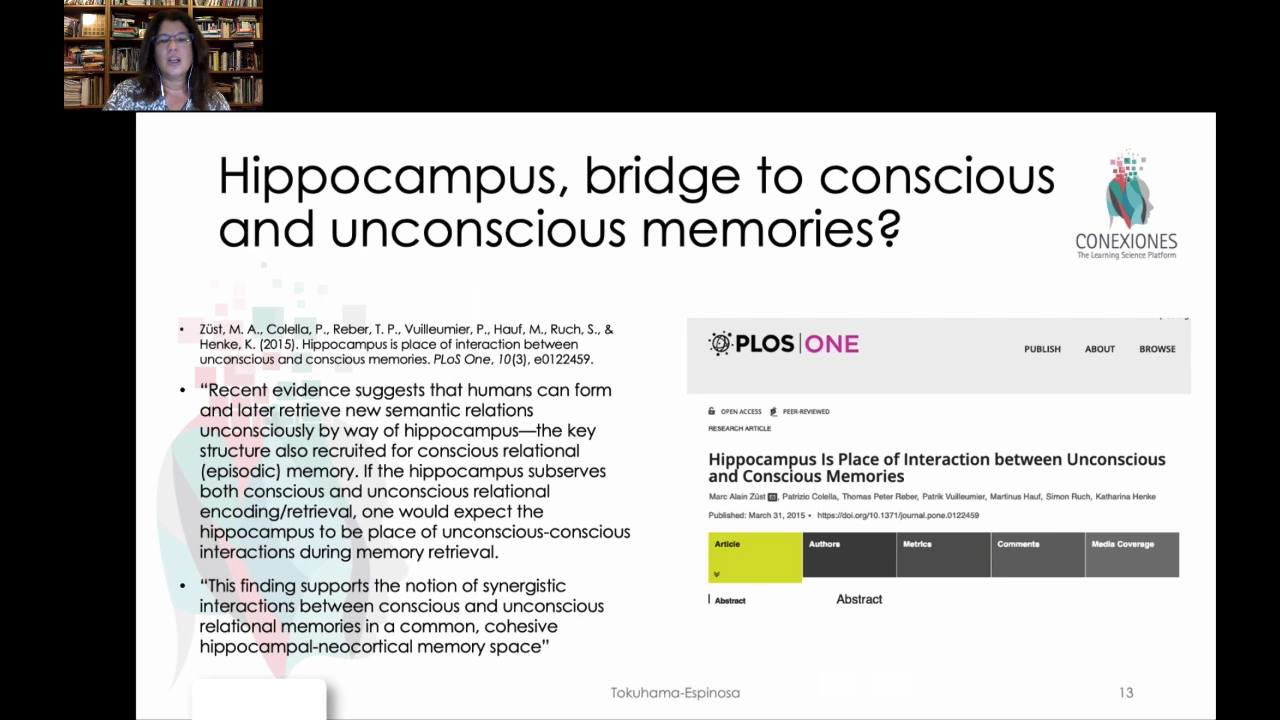 Hippocampus, bridge to conscious
and unconscious memories?
CONEXIONES
The Learning Science Platform
• Züst, M. A., Colella, P., Reber, T. P., Vuilleumier, P., Hauf, M., Ruch, S., &
Henke, K. (2015). Hippocampus is place of interaction between
unconscious and conscious memories. PLoS One, 10(3), e0122459.
• “Recent evidence suggests that humans can form
and later retrieve new semantic relations
unconsciously by way of hippocampus—the key
structure also recruited for conscious relational
(episodic) memory. If the hippocampus subserves
both conscious and unconscious relational
encoding/retrieval, one would expect the
hippocampus to be place of unconscious-conscious
interactions during memory retrieval.
• “This finding supports the notion of synergistic
interactions between conscious and unconscious
relational memories in a common, cohesive
hippocampal-neocortical memory space”
PLOS | ONE
PUBLISH ABOUT BROWSE
OPEN ACCESS PEER-REVIEWED
RESEARCH ARTICLE
Hippocampus Is Place of Interaction between Unconscious
and Conscious Memories
Marc Alain Züst, Patrizio Colella, Thomas Peter Reber, Patrik Vuilleumier, Martinus Hauf, Simon Ruch, Katharina Henke
Published: March 31, 2015 • https://doi.org/10.1371/journal.pone.0122459
Article Authors Metrics Comments Media Coverage
Abstract Abstract
Tokuhama-Espinosa
13